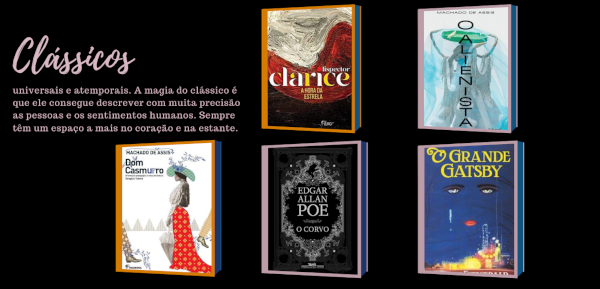 Clássicos
universais e atemporais. A magia do clássico é
que ele consegue descrever com muita precisão
as pessoas e os sentimentos humanos. Sempre
têm um espaço a mais no coração e na estante.
lispector
clarice
A HORA DA
ESTRELA
MACHADO DE ASSIS
O ALIENISTA
MACHADO DE ASSIS
Dom
Casmurro
EDGAR
ALLAN
POE
O CORVO
O GRANDE
GATSBY